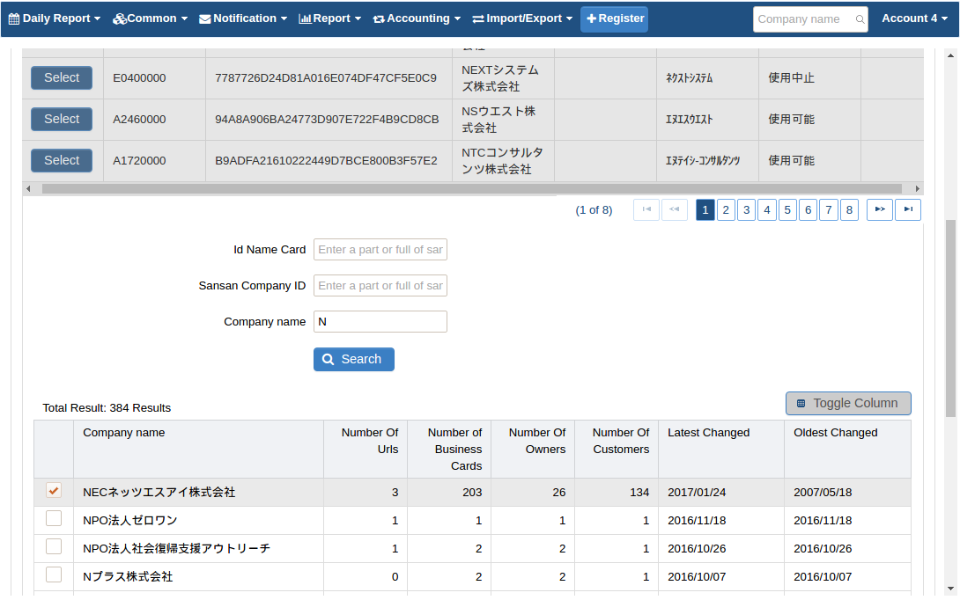 Daily Report Common Notification Report Accounting Import/Export Register Company name Account 4
Select E0400000 7787726D24D81A016E074DF47CF5E0C9 NEXTシステム ﾈｸｽﾄｼｽﾃﾑ 使用中止
ズ株式会社
Select A2460000 94A8A906BA24773D907E722F4B9CD8CB NSウエスト株 ｴﾇｴｽｳｴｽﾄ 使用可能
式会社
Select A1720000 B9ADFA21610222449D7BCE800B3F57E2 NTCコンサルタ ｴﾇﾃｲｼｰｺﾝｻﾙﾀﾝﾂ 使用可能
ンツ株式会社
(1 of 8) 1 2 3 4 5 6 7 8
Id Name Card Enter a part or full of sar
Sansan Company ID Enter a part or full of sar
Company name N
Search
Total Result: 384 Results Toggle Column
Company name Number Of Number of Number Of Number Of Latest Changed Oldest Changed
Urls Business Owners Customers
Cards
NECネッツエスアイ株式会社 3 203 26 134 2017/01/24 2007/05/18
NPO法人ゼロワン 1 1 1 1 2016/11/18 2016/11/18
NPO法人社会復帰支援アウトリーチ 1 2 2 1 2016/10/26 2016/10/26
Nプラス株式会社 0 2 2 1 2016/10/07 2016/10/07